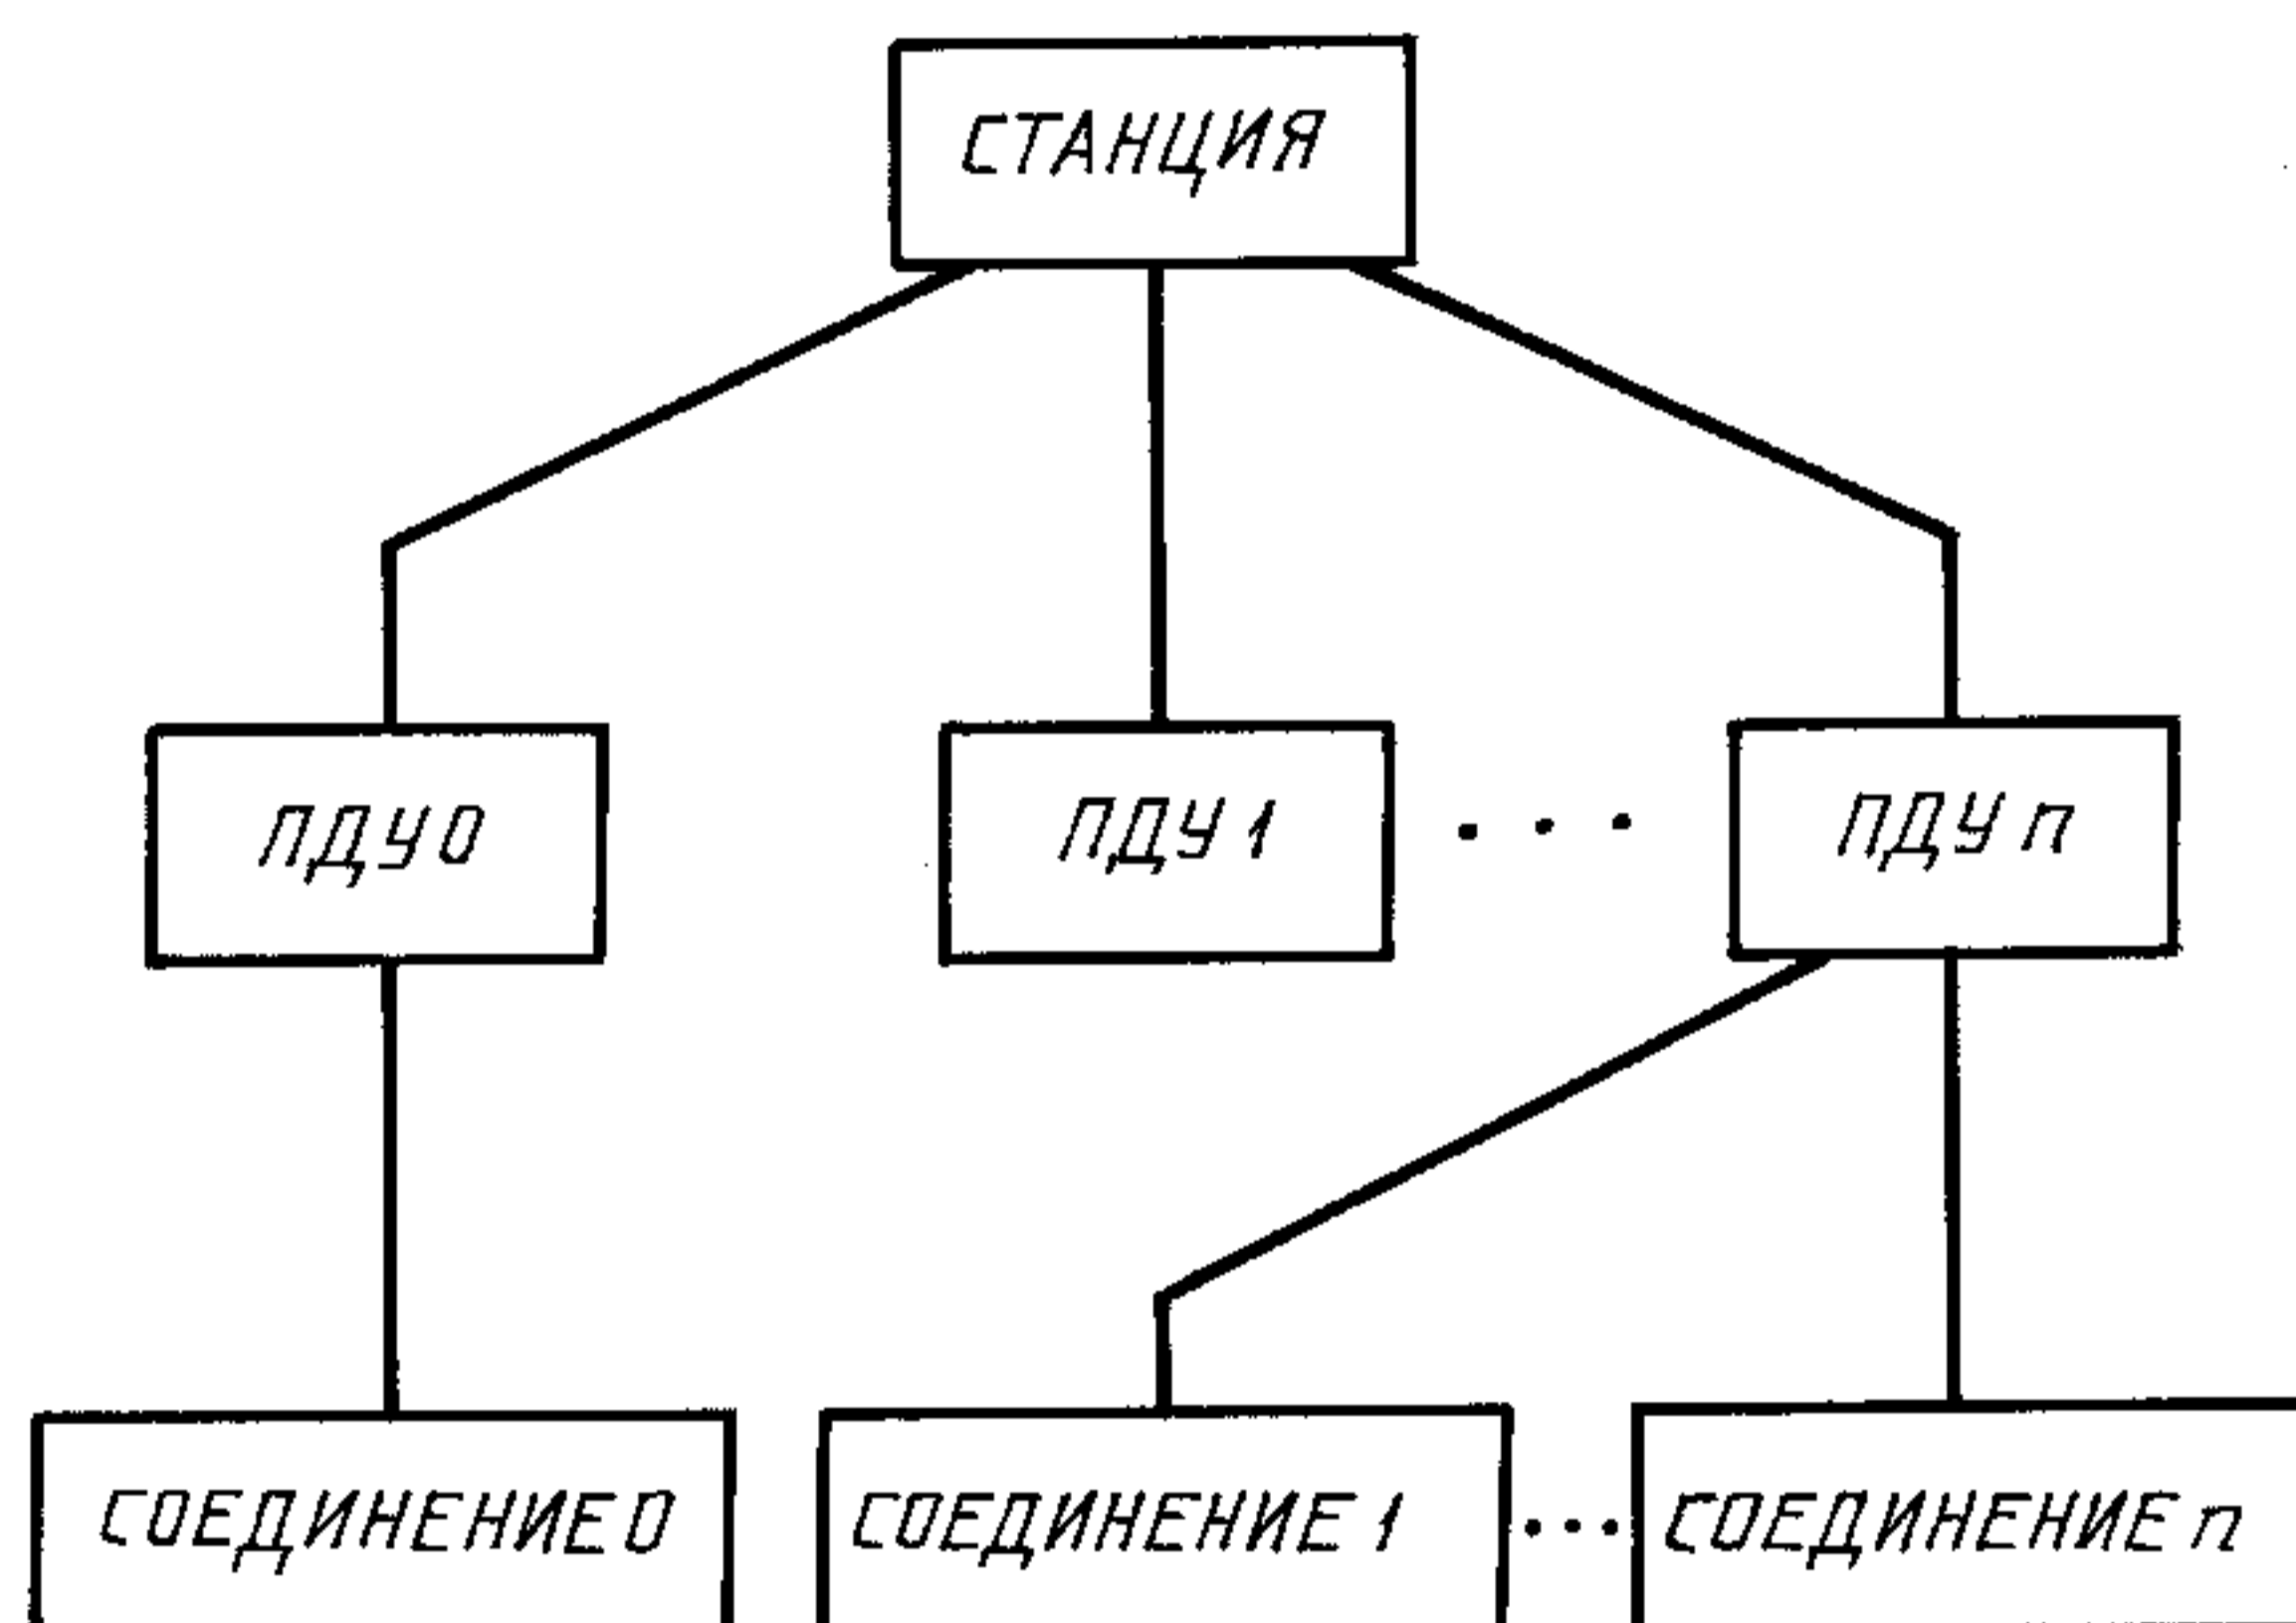 СТАНЦИЯ
ПДУ 0
ПДУ 1 . . . ПДУ n
СОЕДИНЕНИЕ 0
СОЕДИНЕНИЕ 1 ... СОЕДИНЕНИЕ n